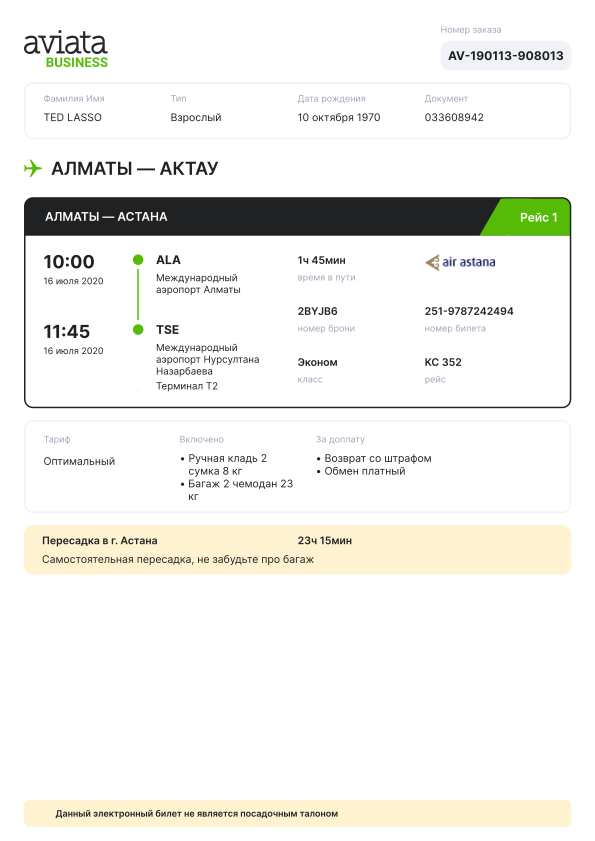 aviata
BUSINESS
Номер заказа
AV-190113-908013
Фамилия Имя
Тип
Дата рождения
Документ
TED LASSO
Взрослый
10 октября 1970
033608942
АЛМАТЫ — АКТАУ
АЛМАТЫ — АСТАНА
Рейс 1
10:00
16 июля 2020
ALA
Международный
аэропорт Алматы
1ч 45мин
время в пути
air astana
11:45
16 июля 2020
TSE
Международный
аэропорт Нурсултана
Назарбаева
Терминал Т2
2BYJB6
номер брони
251-9787242494
номер билета
Эконом
класс
KC 352
рейс
Тариф
Оптимальный
Включено
• Ручная кладь 2
сумка 8 кг
• Багаж 2 чемодан 23
кг
За доплату
• Возврат со штрафом
• Обмен платный
Пересадка в г. Астана
23ч 15мин
Самостоятельная пересадка, не забудьте про багаж
Данный электронный билет не является посадочным талоном